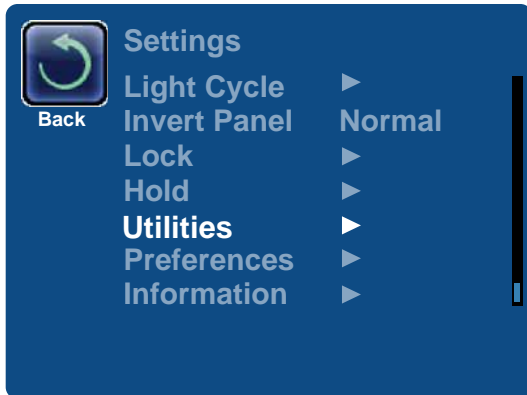 Settings
Light Cycle
Back
Invert Panel Normal
Lock
Hold
Utilities
Preferences
Information